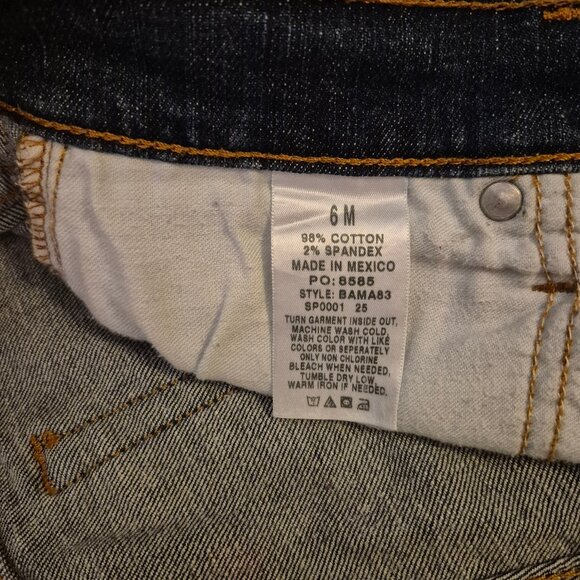 6 M
98% COTTON
2% SPANDEX
MADE IN MEXICO
PO: 8585
STYLE: BAMA83
SP0001 25
TURN GARMENT INSIDE OUT,
MACHINE WASH COLD,
WASH COLOR WITH LIKE
COLORS OR SEPERATELY
ONLY NON CHLORINE
BLEACH WHEN NEEDED,
TUMBLE DRY LOW
WARM IRON IF NEEDED.